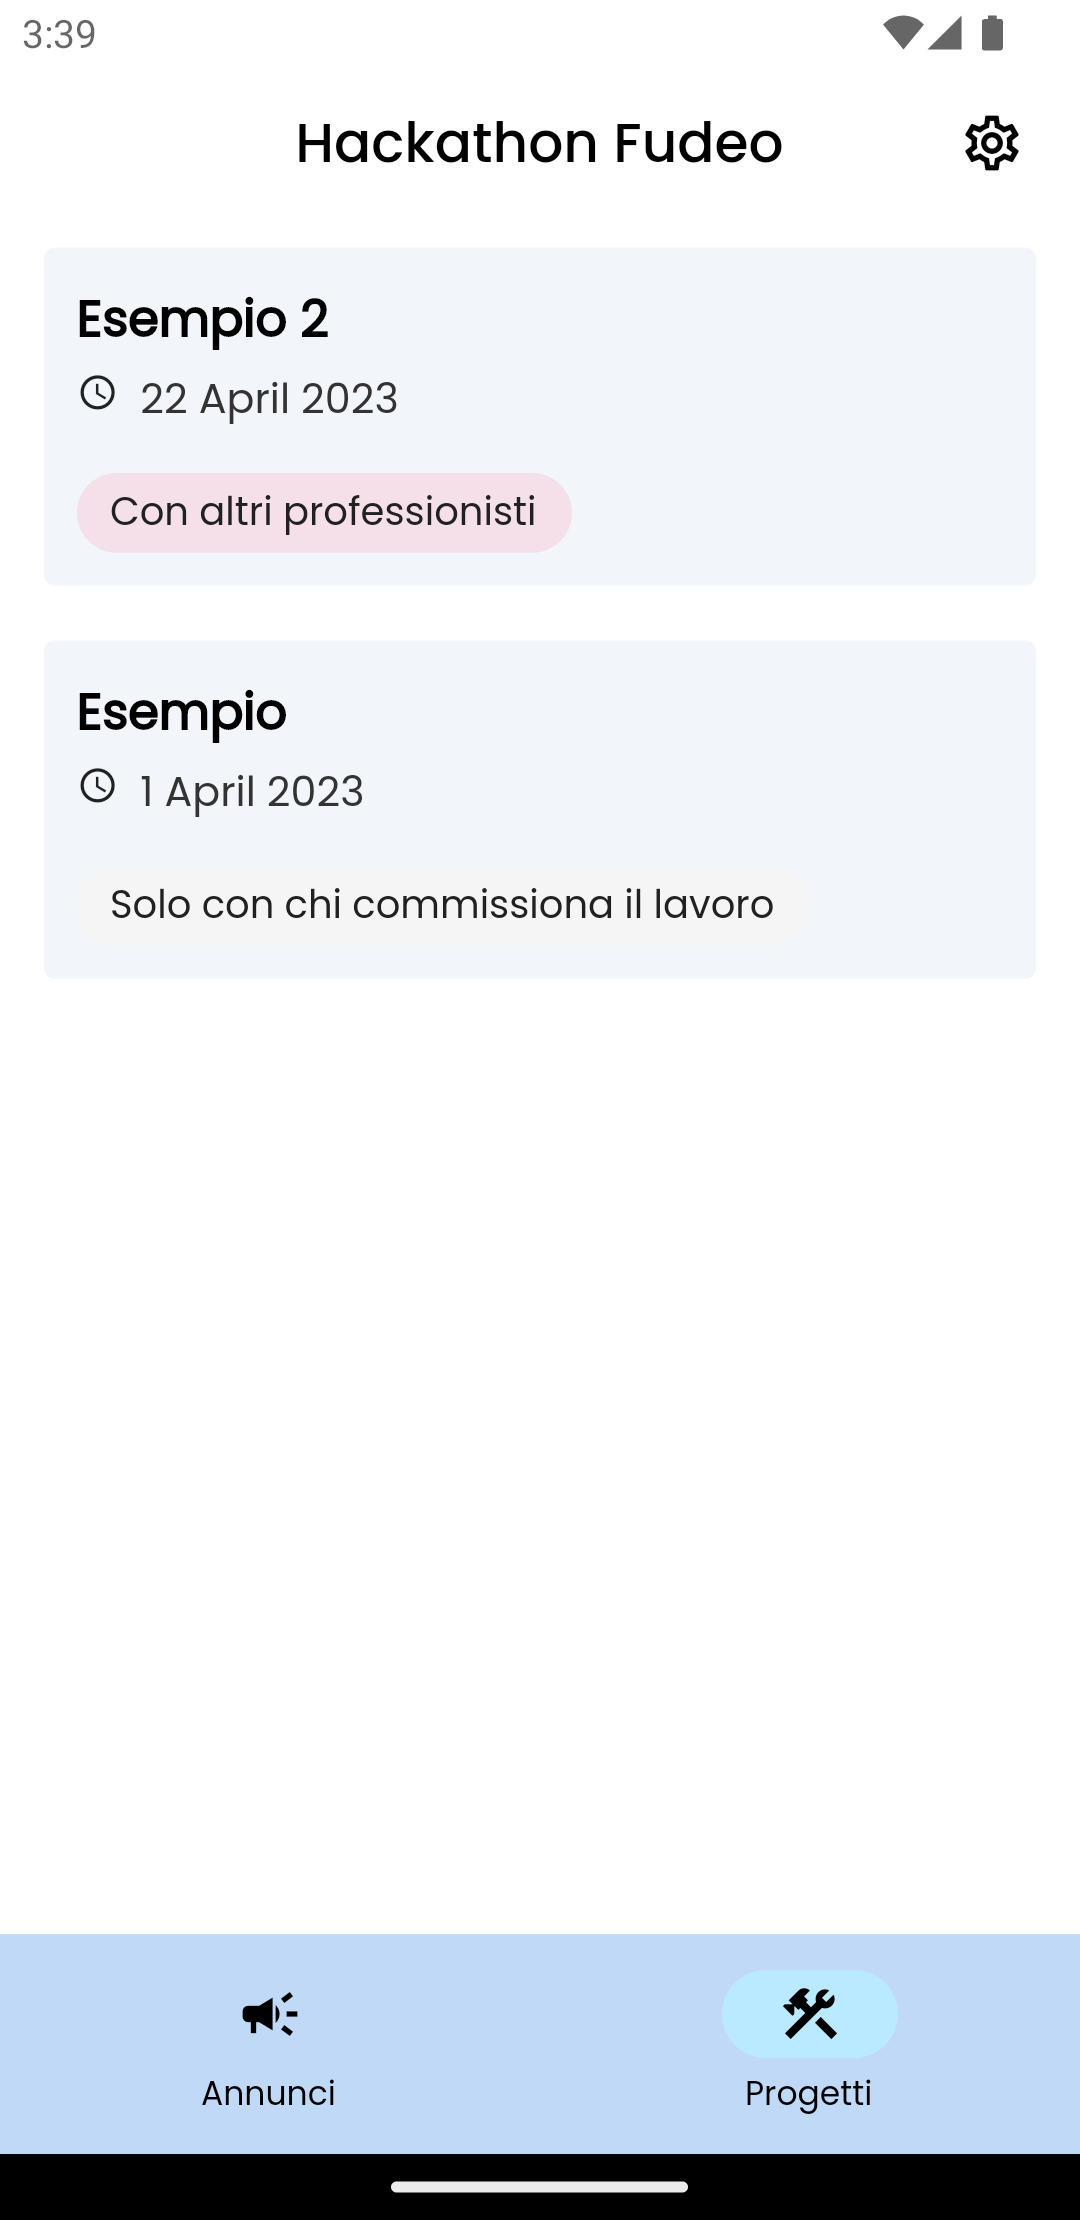 3:39
Hackathon Fudeo
Esempio 2
22 April 2023
Con altri professionisti
Esempio
1 April 2023
Solo con chi commissiona il lavoro
Annunci
Progetti